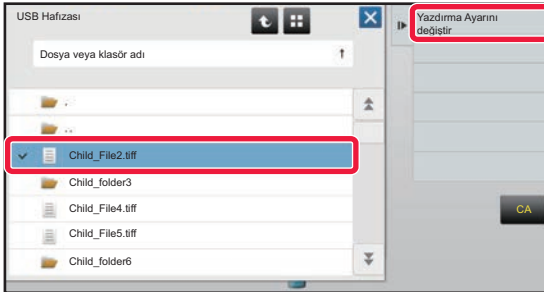 USB Hafızası
Yazdırma Ayarını
değiştir
Dosya veya klasör adı
.
..
Child_File2.tiff
Child_folder3
Child_File4.tiff
Child_File5.tiff
Child_folder6
CA